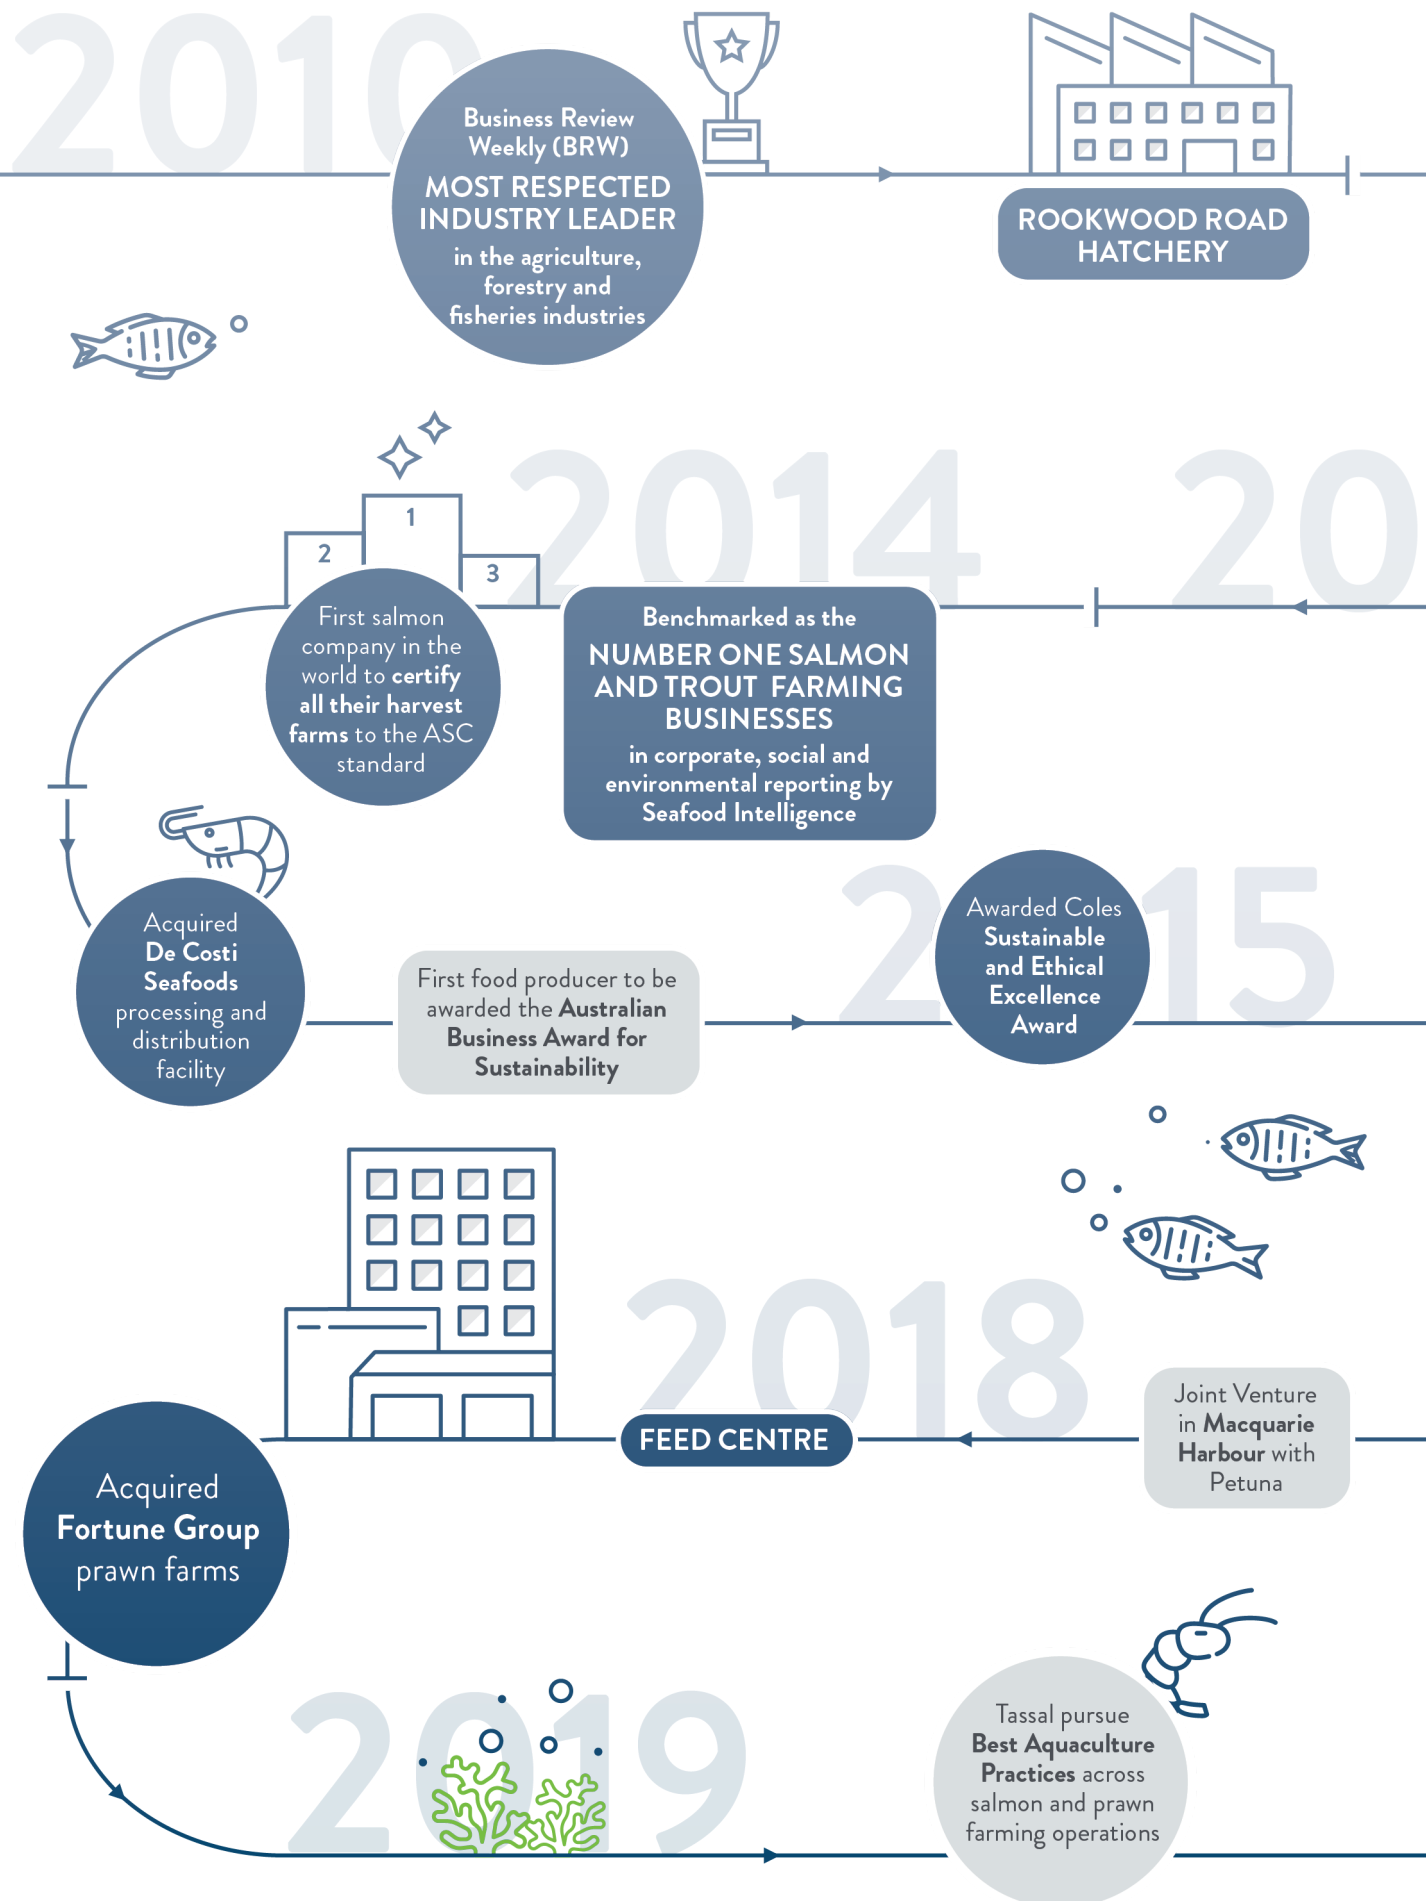 2010
Business Review
Weekly (BRW)
MOST RESPECTED
INDUSTRY LEADER
in the agriculture,
forestry and
fisheries industries
ROOKWOOD ROAD
HATCHERY
20
2014
1
2
3
Benchmarked as the
NUMBER ONE SALMON
AND TROUT FARMING
BUSINESSES
in corporate, social and
environmental reporting by
Seafood Intelligence
First salmon
company in the
world to certify
all their harvest
farms to the ASC
standard
Acquired
De Costi
Seafoods
processing and
distribution
facility
First food producer to be
awarded the Australian
Business Award for
Sustainability
2015
Awarded Coles
Sustainable
and Ethical
Excellence
Award
Joint Venture
in Macquarie
Harbour with
Petuna
2018
FEED CENTRE
Acquired
Fortune Group
prawn farms
2019
Tassal pursue
Best Aquaculture
Practices across
salmon and prawn
farming operations